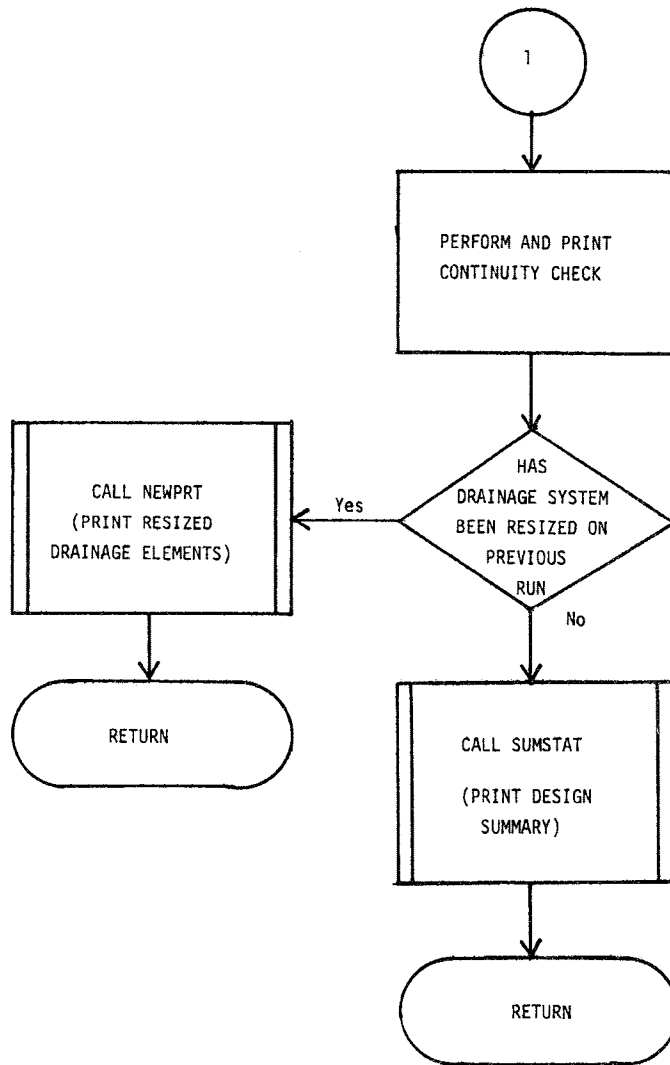 1
PERFORM AND PRINT
CONTINUITY CHECK
HAS
DRAINAGE SYSTEM
BEEN RESIZED ON
PREVIOUS
RUN
Yes
No
CALL NEWPRT
(PRINT RESIZED
DRAINAGE ELEMENTS)
RETURN
CALL SUMSTAT
(PRINT DESIGN
SUMMARY)
RETURN